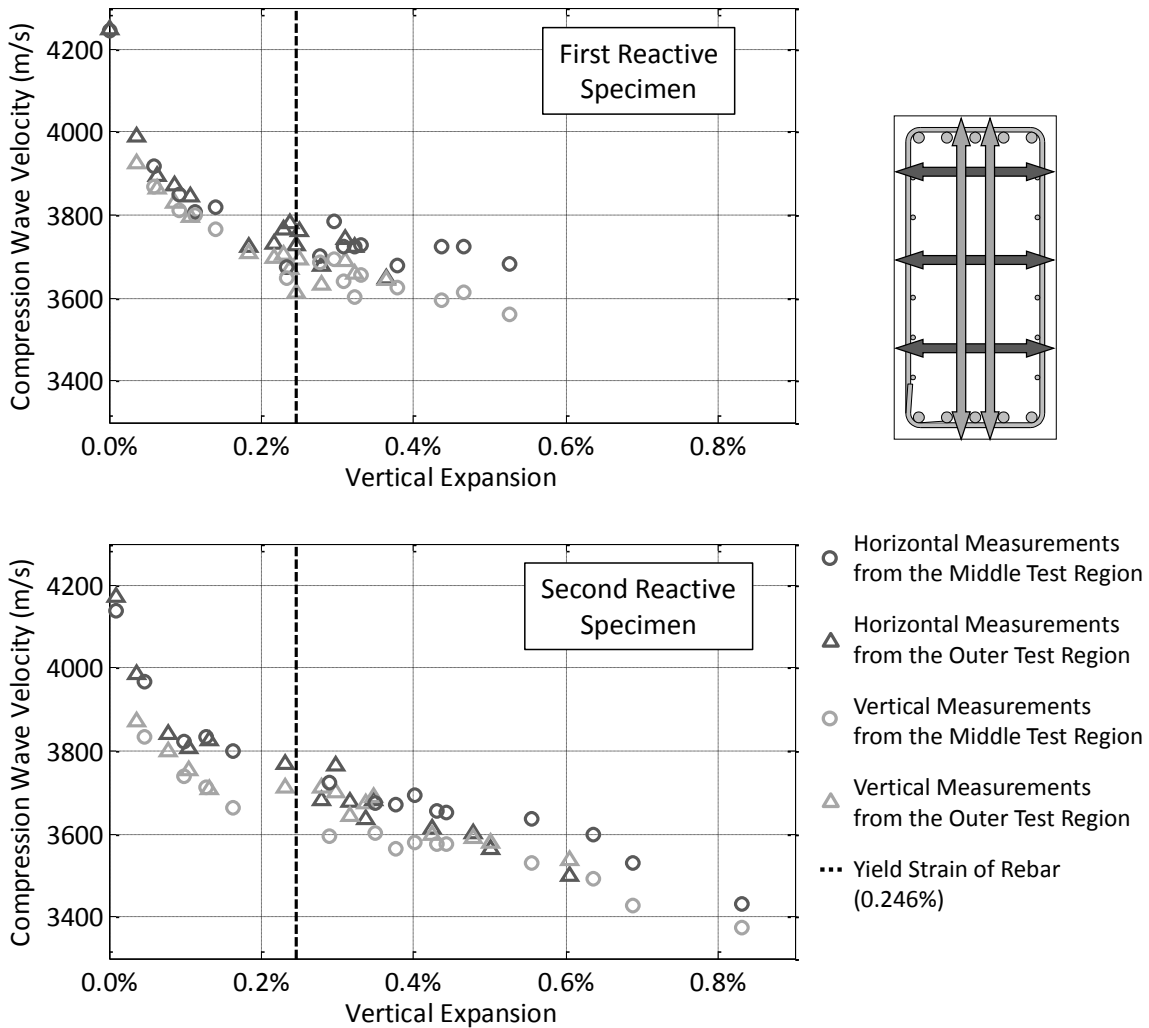 Compression Wave Velocity (m/s)
4200
4000
3800
3600
3400
First Reactive
Specimen
0.0%
0.2%
0.4%
0.6%
0.8%
Vertical Expansion
Compression Wave Velocity (m/s)
4200
4000
3800
3600
3400
Second Reactive
Specimen
0.0%
0.2%
0.4%
0.6%
0.8%
Vertical Expansion
Horizontal Measurements
from the Middle Test Region
Horizontal Measurements
from the Outer Test Region
Vertical Measurements
from the Middle Test Region
Vertical Measurements
from the Outer Test Region
Yield Strain of Rebar
(0.246%)